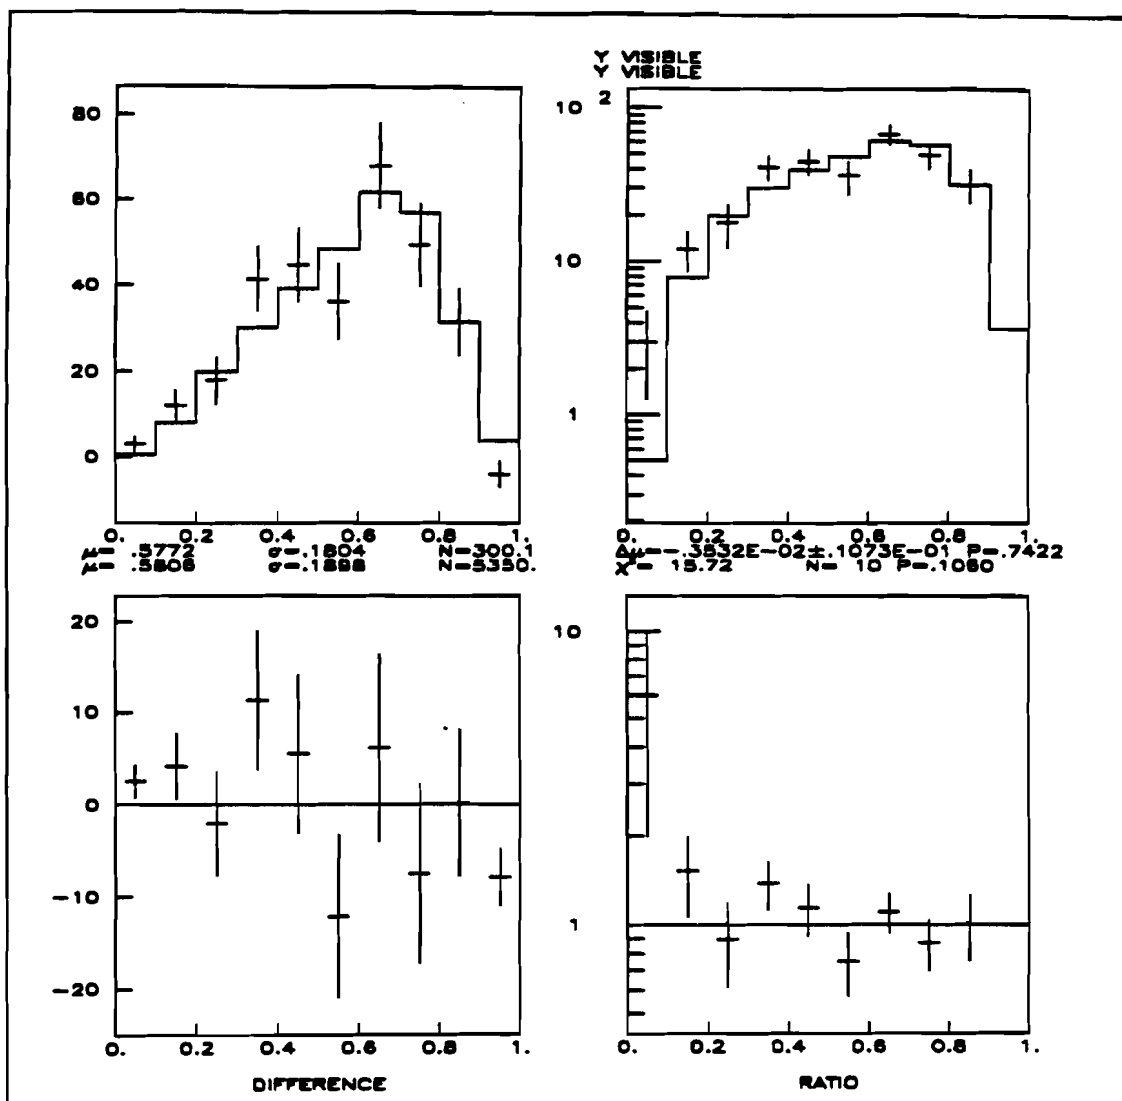 Y VISIBLE
Y VISIBLE
80
60
40
20
0
0. 0.2 0.4 0.6 0.8 1.
10 2
10
1
0. 0.2 0.4 0.6 0.8 1.
μ= .5772 σ=.1804 N=300.1
μ= .5806 σ=.1898 N=5350.
Δμ=-.3532E-02±.1073E-01 P=.7422
χ²= 15.72 N= 10 P=.1080
20
10
0
-10
-20
0. 0.2 0.4 0.6 0.8 1.
DIFFERENCE
10
1
0. 0.2 0.4 0.6 0.8 1.
RATIO